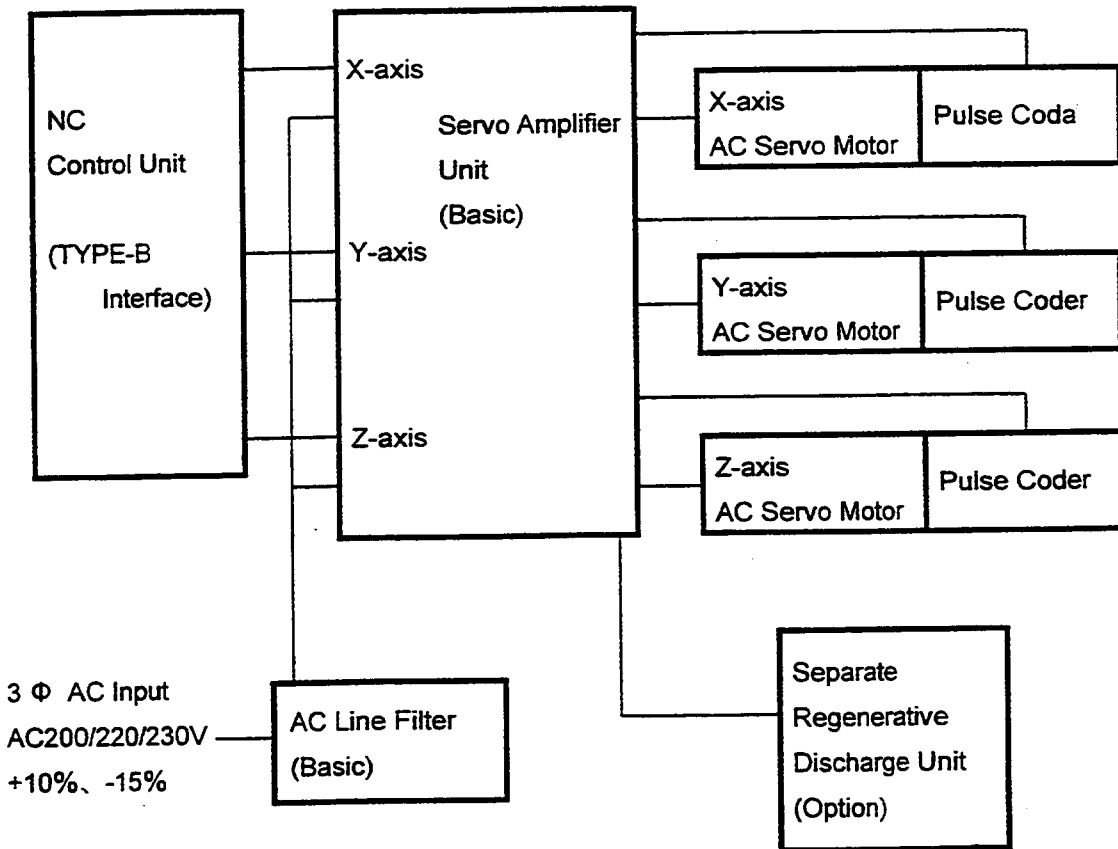 NC
Control Unit
(TYPE-B
Interface)
X-axis
Y-axis
Z-axis
Servo Amplifier
Unit
(Basic)
X-axis
AC Servo Motor
Pulse Coda
Y-axis
AC Servo Motor
Pulse Coder
Z-axis
AC Servo Motor
Pulse Coder
3 Φ AC Input
AC200/220/230V
+10%、-15%
AC Line Filter
(Basic)
Separate
Regenerative
Discharge Unit
(Option)